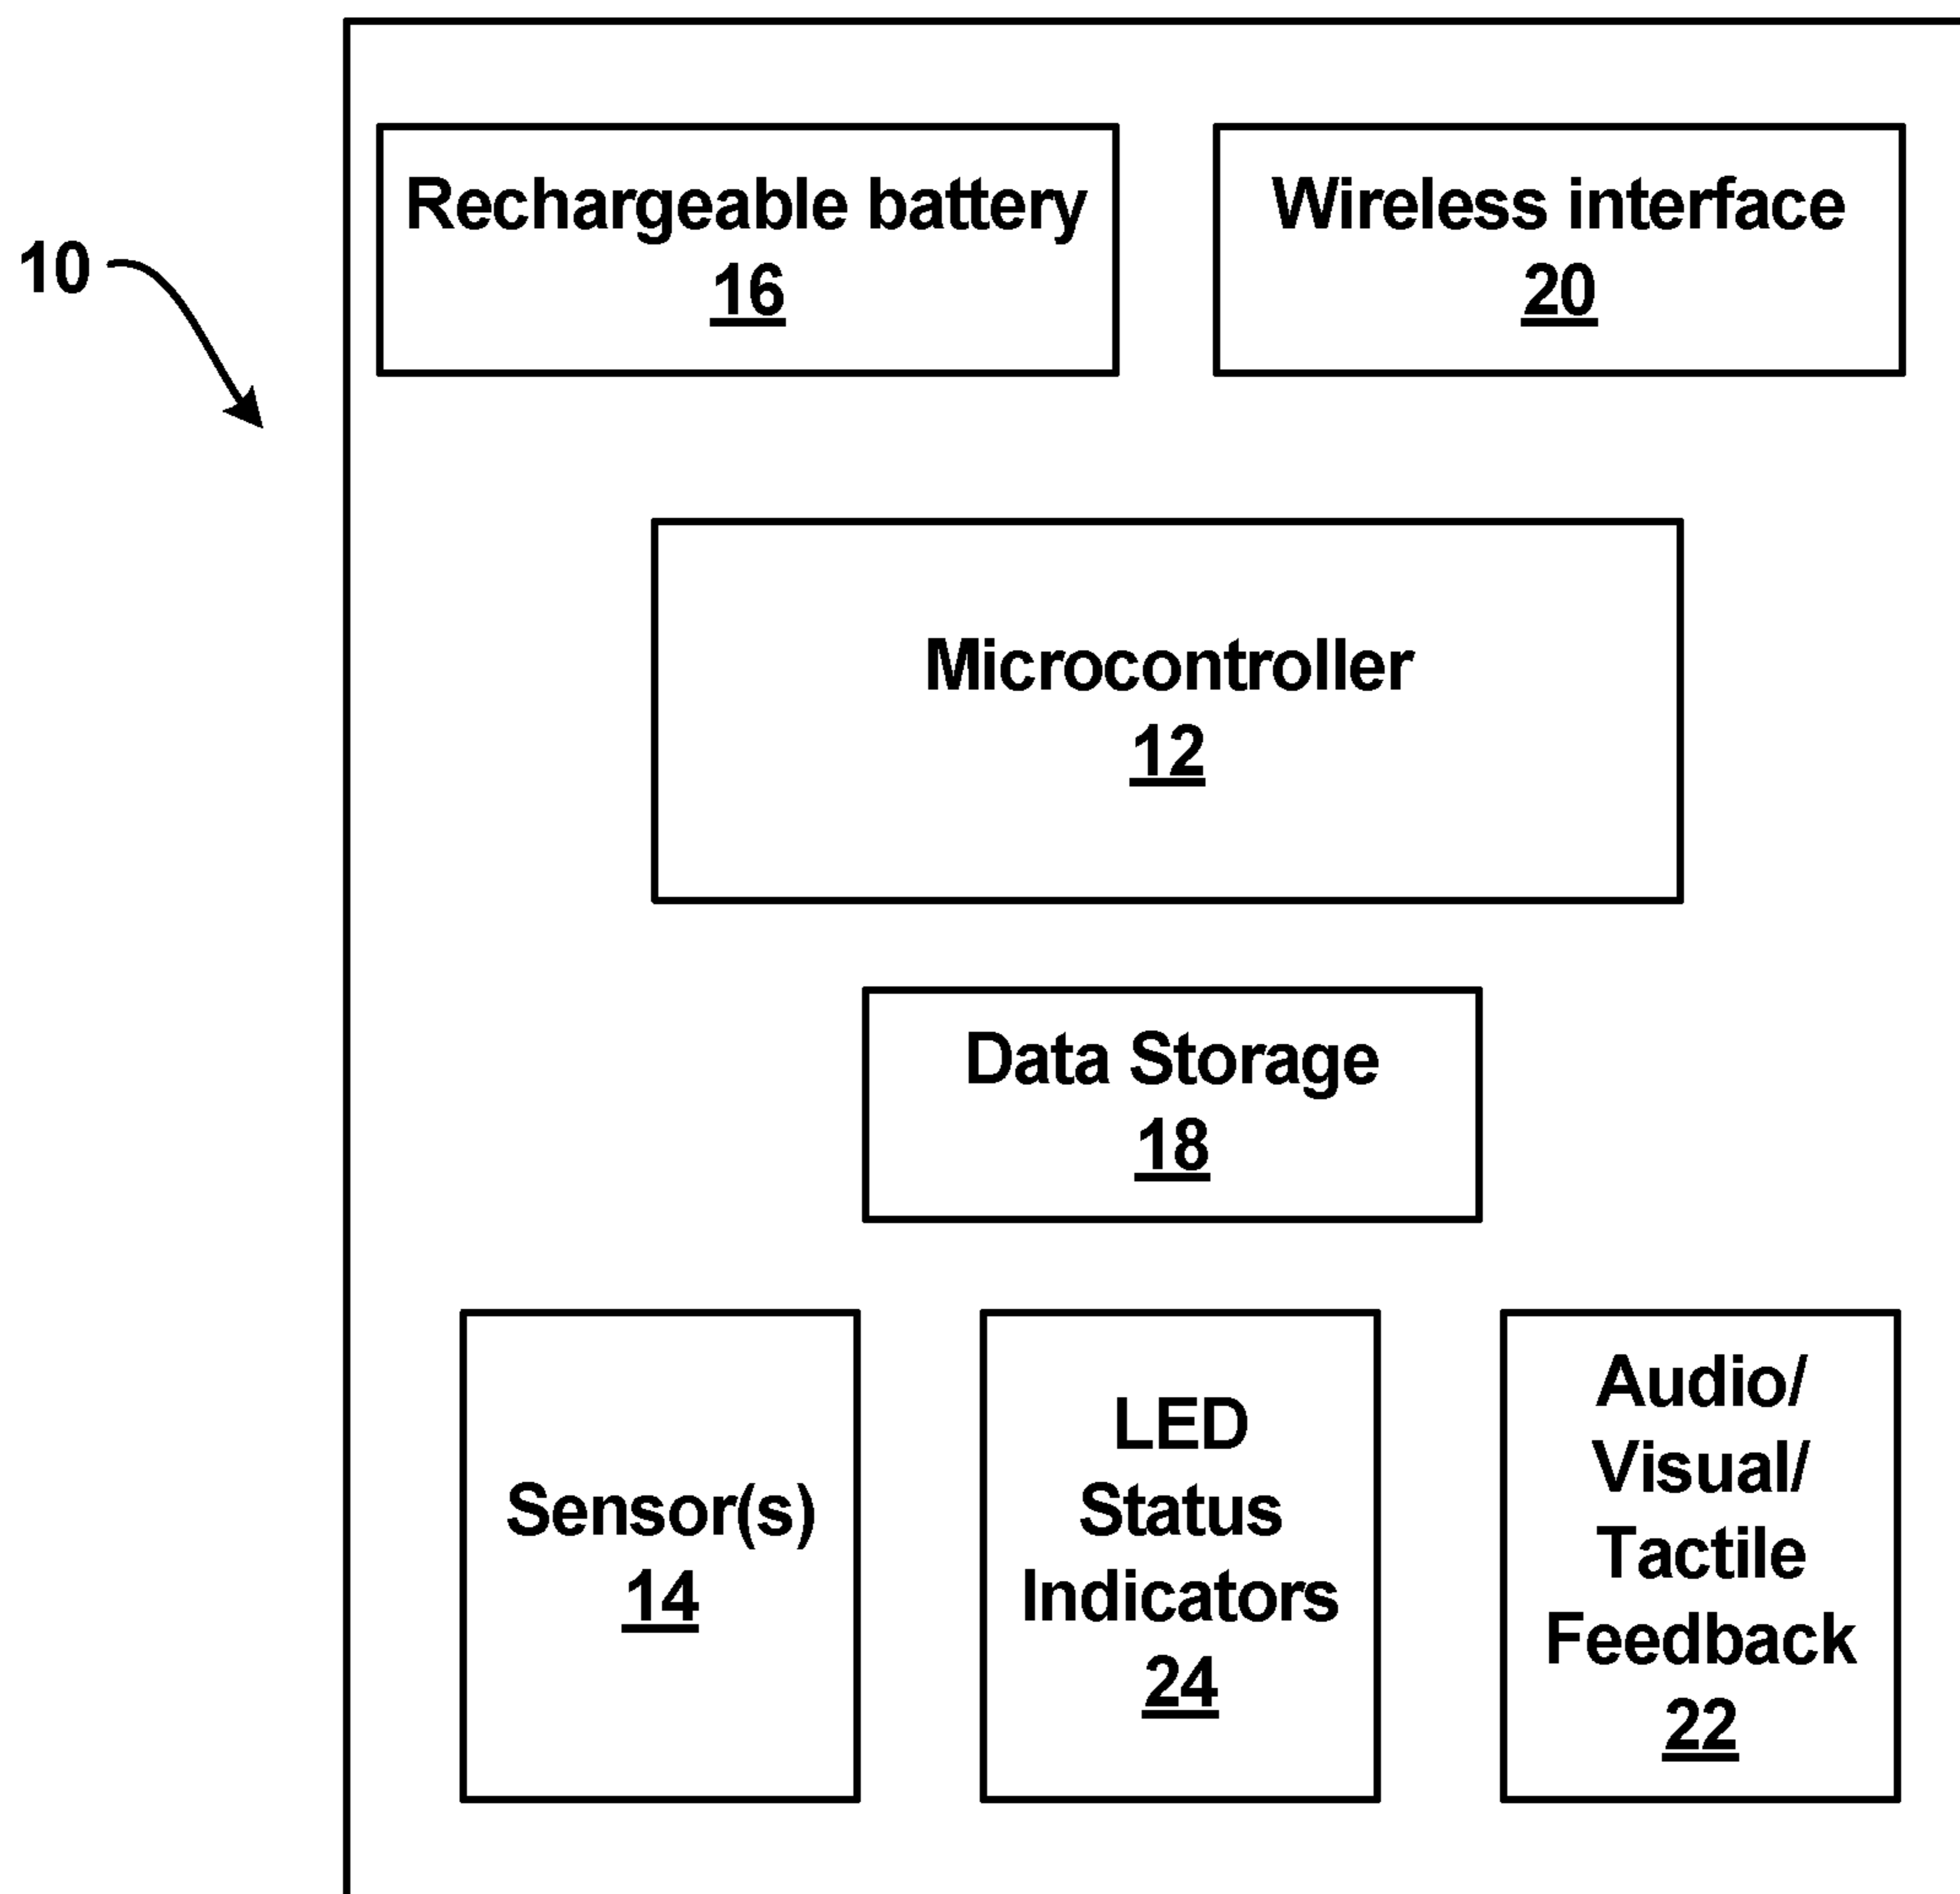 10
Rechargeable battery
16
Wireless interface
20
Microcontroller
12
Data Storage
18
Sensor(s)
14
LED
Status
Indicators
24
Audio/
Visual/
Tactile
Feedback
22